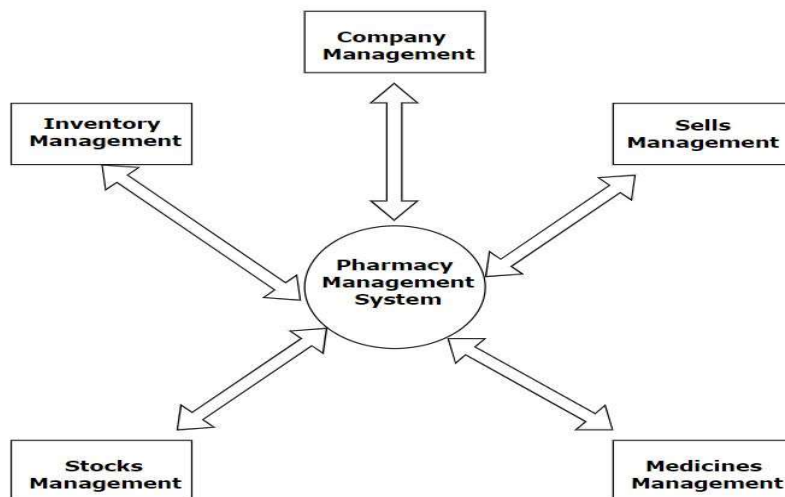 Company
Management
Inventory
Management
Sells
Management
Pharmacy
Management
System
Stocks
Management
Medicines
Management